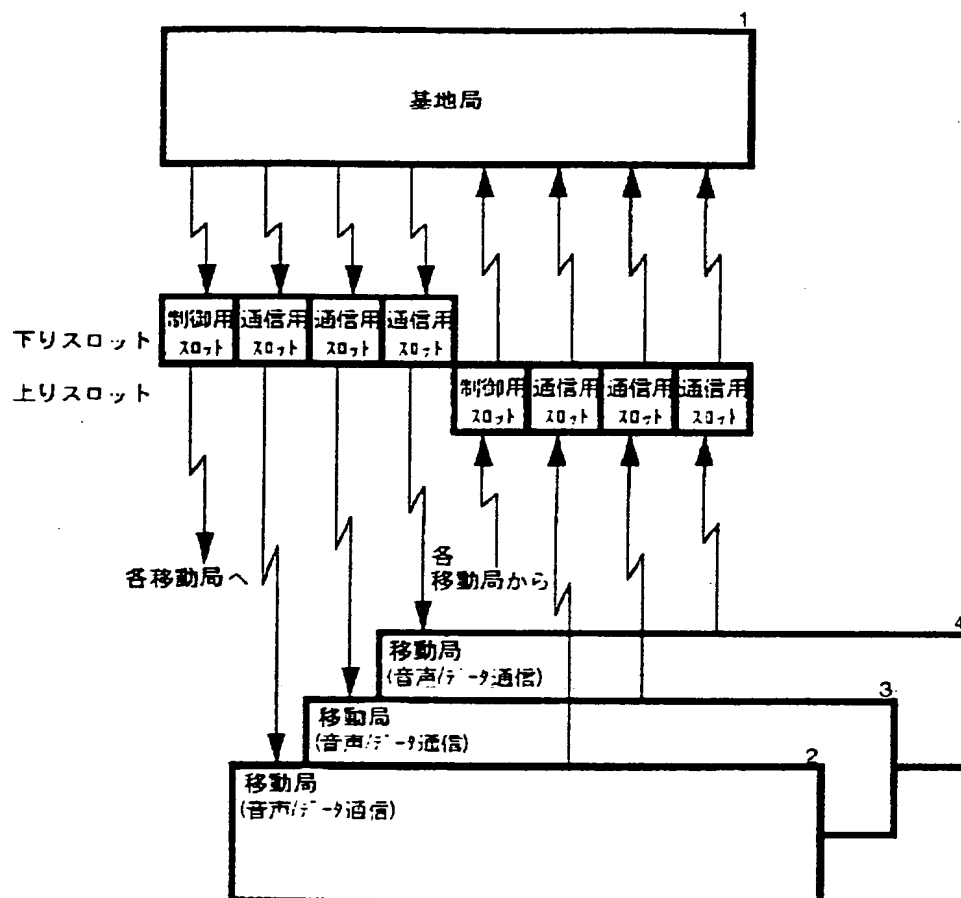 1
基地局
下りスロット
制御用スロット
通信用スロット
通信用スロット
通信用スロット
上りスロット
制御用スロット
通信用スロット
通信用スロット
通信用スロット
各移動局へ
各
移動局から
4
移動局
(音声/データ通信)
3
移動局
(音声/データ通信)
2
移動局
(音声/データ通信)